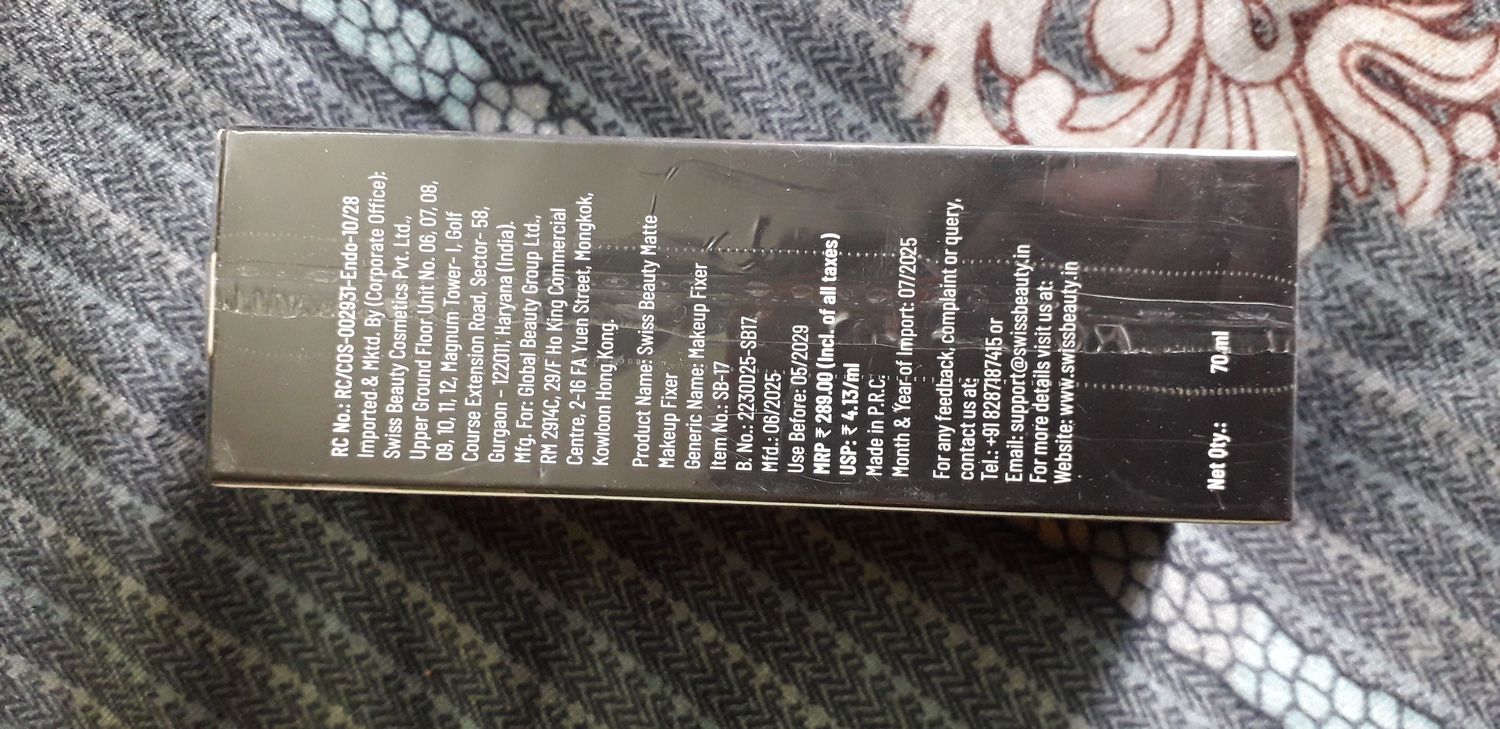 RC No.: RC/COS-002931-Endo-10/28
Imported & Mktd. By (Corporate Office):
Swiss Beauty Cosmetics Pvt. Ltd.,
Upper Ground Floor Unit No. 06, 07, 08,
09, 10, 11, 12, Magnum Tower- I, Golf
Course Extension Road, Sector- 58,
Gurgaon - 122011, Haryana (India).
Mfg. For: Global Beauty Group Ltd.,
RM 2914C, 29/F Ho King Commercial
Centre, 2-16 FA Yuen Street, Mongkok,
Kowloon Hong Kong.
Product Name: Swiss Beauty Matte
Makeup Fixer
Generic Name: Makeup Fixer
Item No.: SB-17
B. No.: 2230D25-SB17
Mfd.: 06/2025
Use Before: 05/2029
MRP ₹ 289.00 (Incl. of all taxes)
USP: ₹ 4.13/ml
Made in P.R.C.
Month & Year of Import: 07/2025
For any feedback, complaint or query,
contact us at:
Tel.: +91 8287187415 or
Email: support@swissbeauty.in
For more details visit us at:
Website: www.swissbeauty.in
Net Qty.: 70 ml